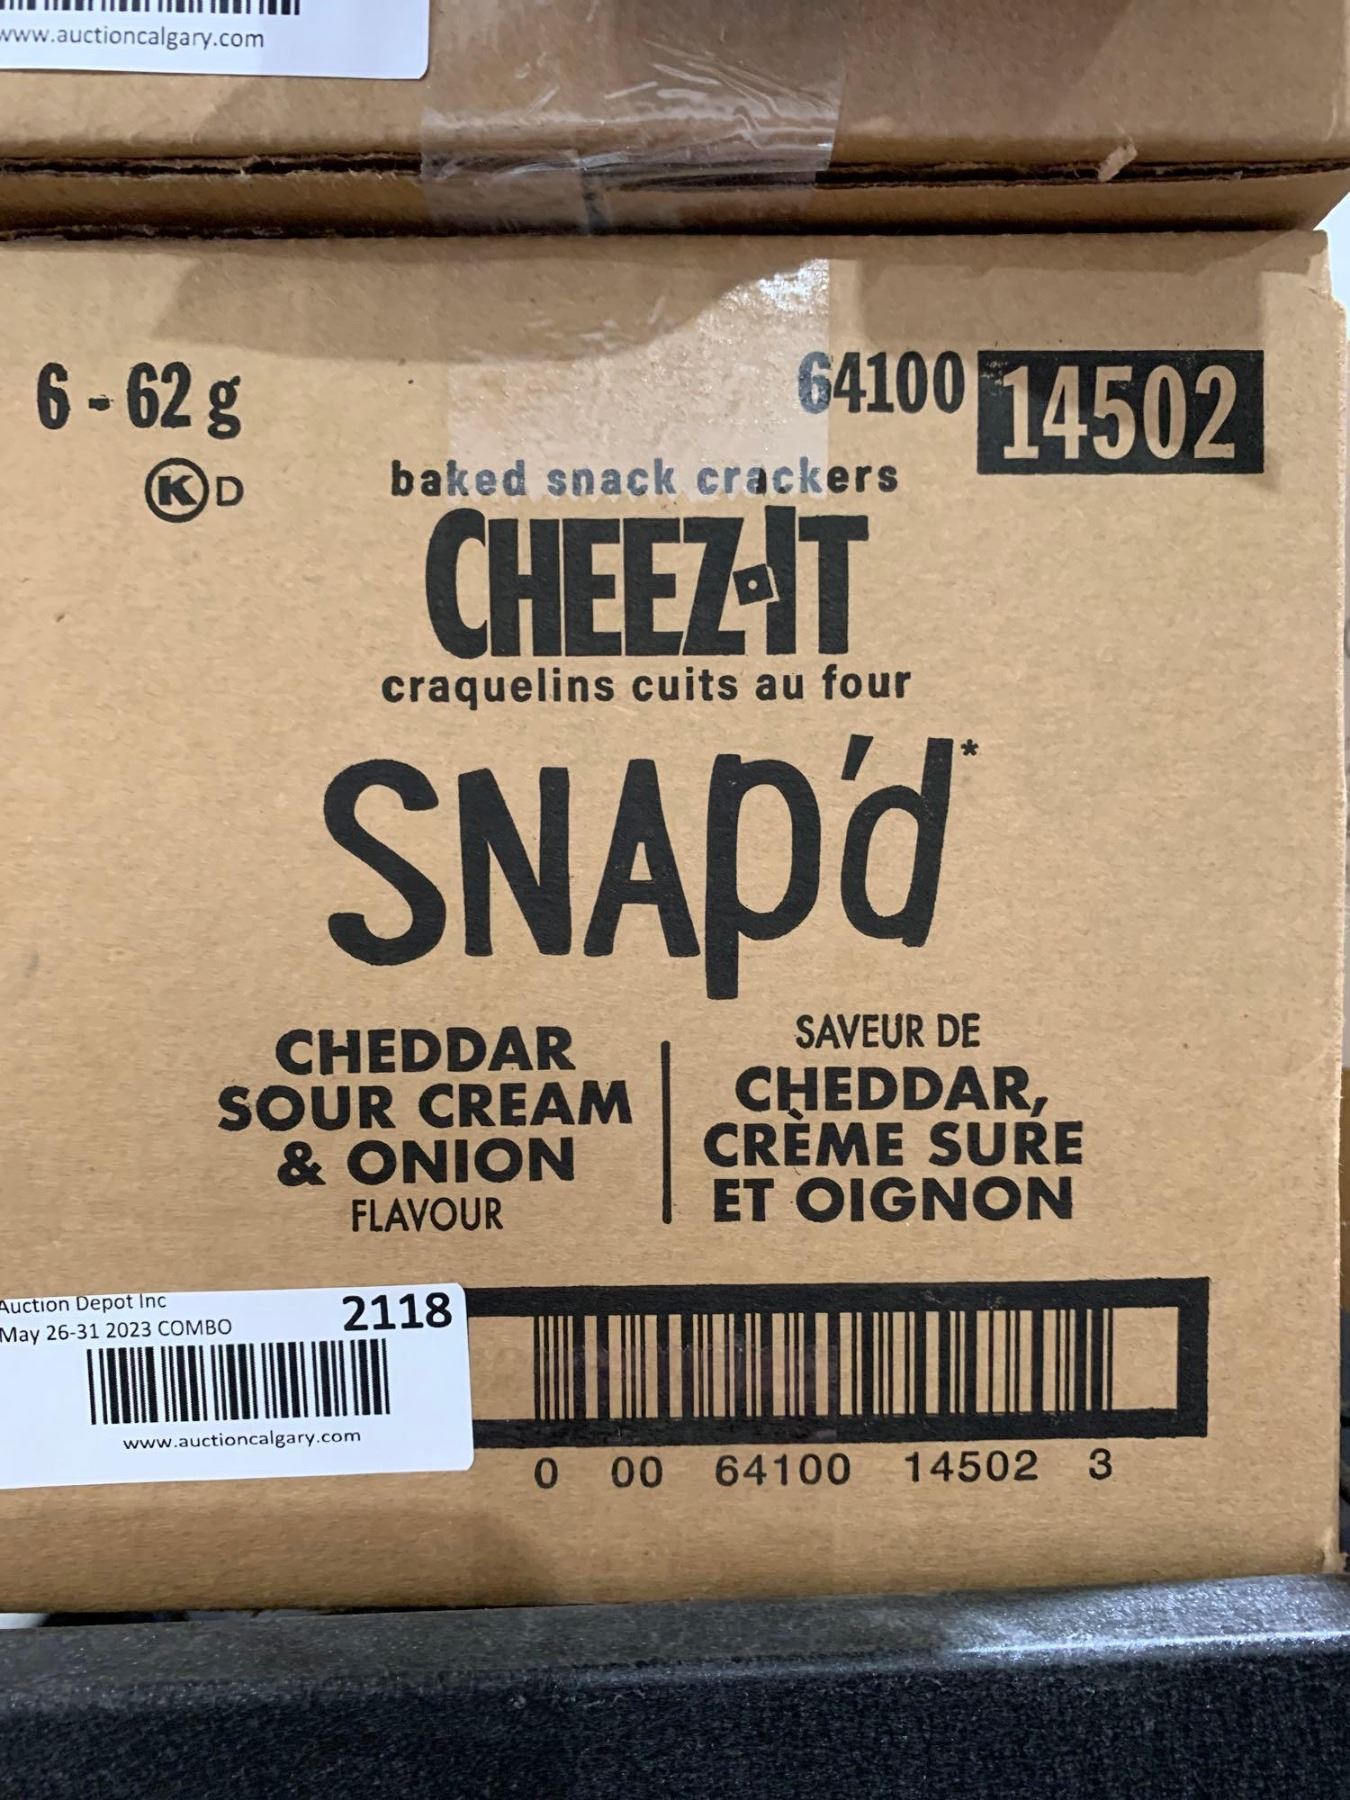 www.auctioncalgary.com
6 - 62 g
64100 14502
K D
baked snack crackers
CHEEZ-IT
craquelins cuits au four
SNAP'd*
CHEDDAR
SOUR CREAM
& ONION
FLAVOUR
SAVEUR DE
CHEDDAR,
CRÈME SURE
ET OIGNON
Auction Depot Inc
2118
May 26-31 2023 COMBO
www.auctioncalgary.com
0 00 64100 14502 3